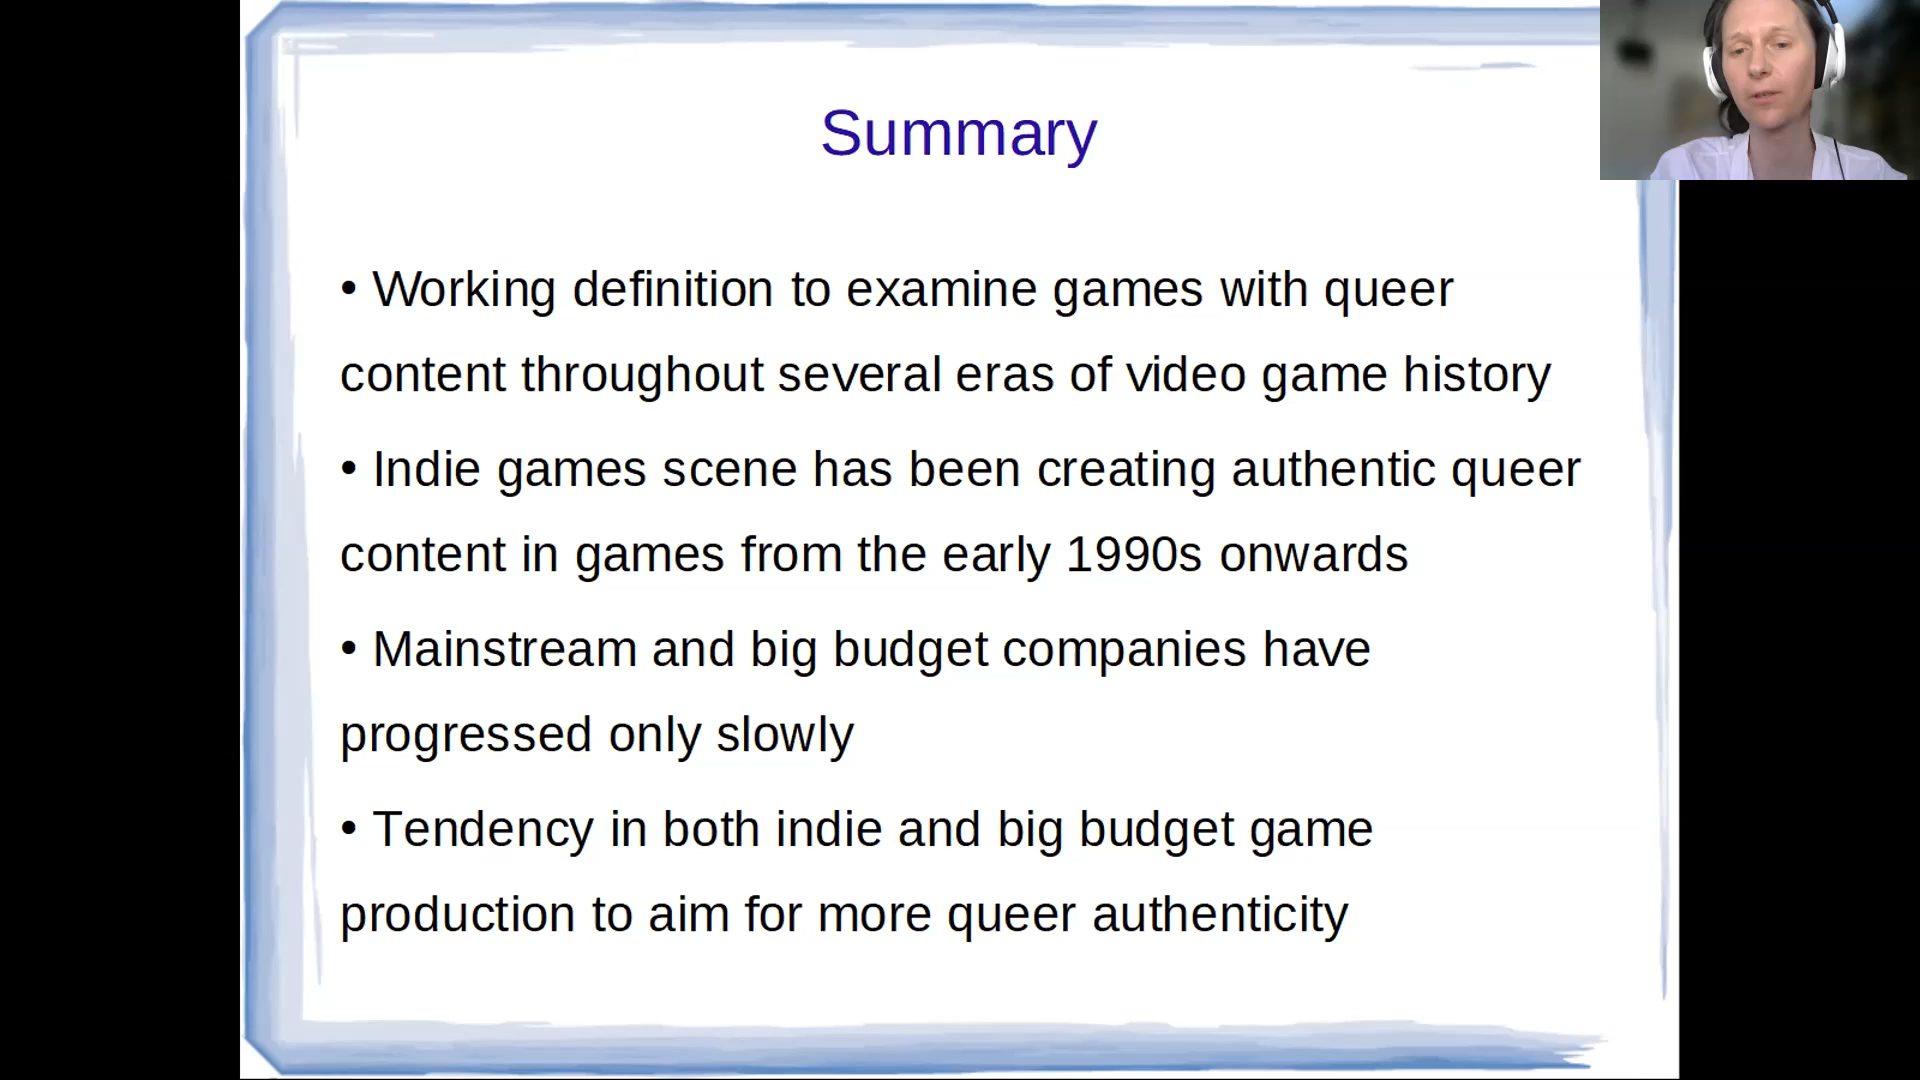 Summary
• Working definition to examine games with queer
content throughout several eras of video game history
• Indie games scene has been creating authentic queer
content in games from the early 1990s onwards
• Mainstream and big budget companies have
progressed only slowly
• Tendency in both indie and big budget game
production to aim for more queer authenticity